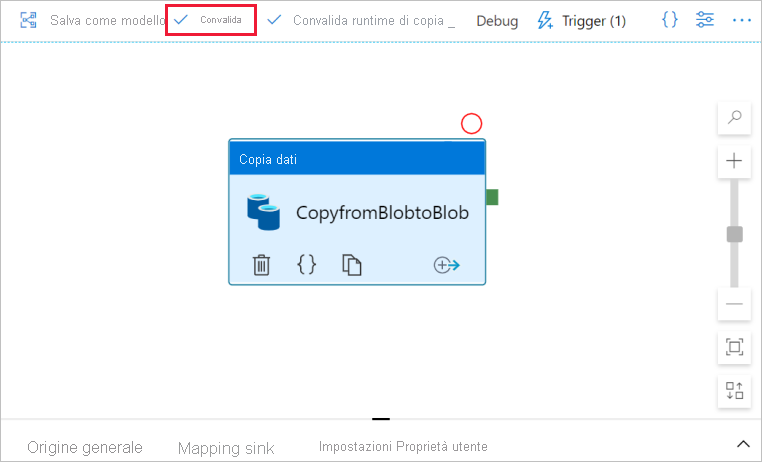 Salva come modello Convalida Convalida runtime di copia _ Debug Trigger (1) {} ...
Copia dati
CopyfromBlobtoBlob
{}
Origine generale Mapping sink Impostazioni Proprietà utente